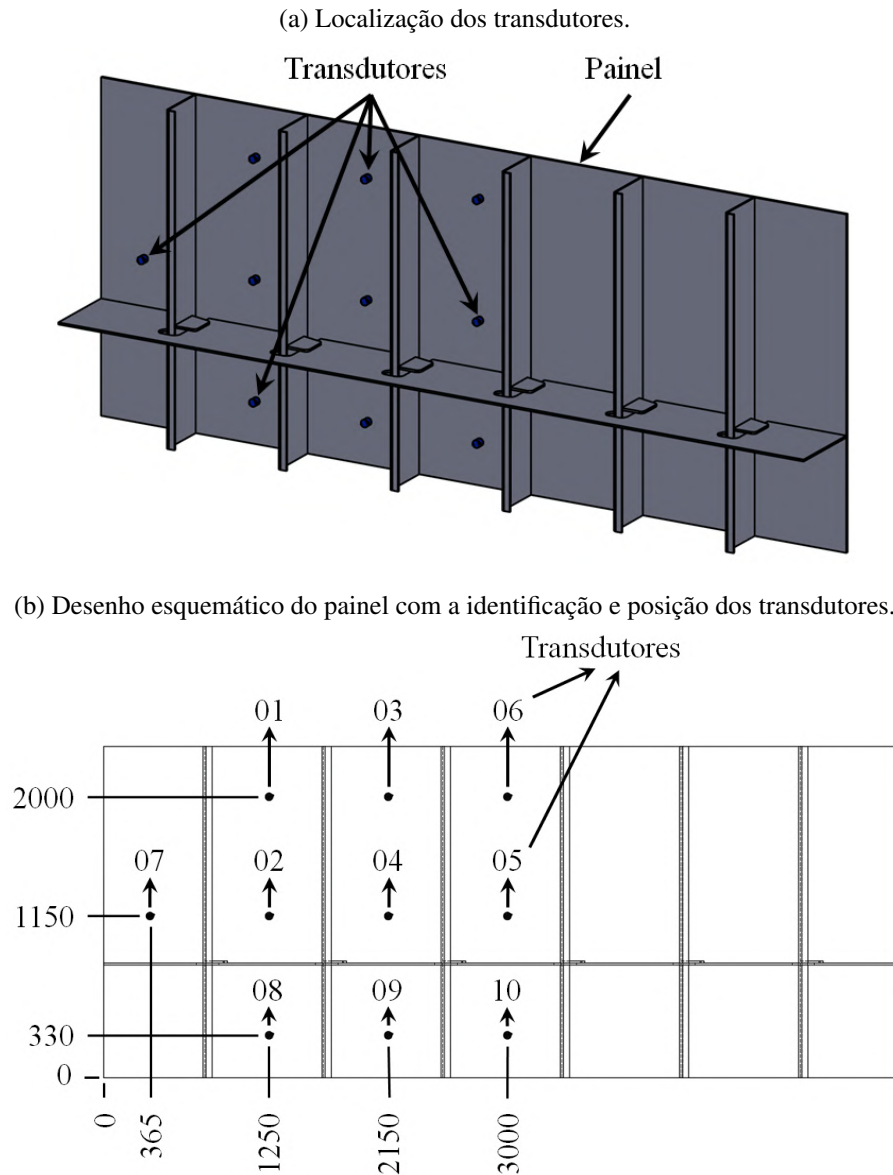 (a) Localização dos transdutores.
Transdutores
Painel
(b) Desenho esquemático do painel com a identificação e posição dos transdutores.
Transdutores
01 03 06
2000
07 02 04 05
1150
08 09 10
330
0
0 365 1250 2150 3000